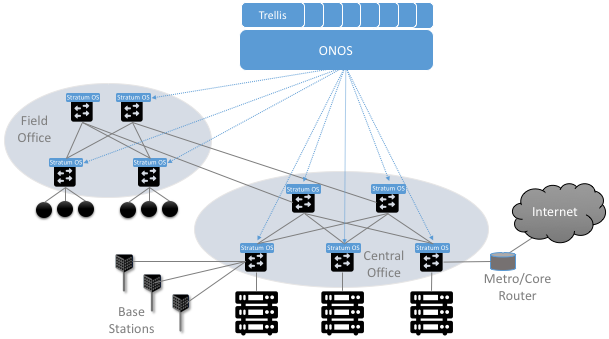 Trellis
ONOS
Stratum OS
Stratum OS
Field
Office
Stratum OS
Stratum OS
Stratum OS
Stratum OS
Internet
Stratum OS
Stratum OS
Stratum OS
Central
Office
Metro/Core
Router
Base
Stations